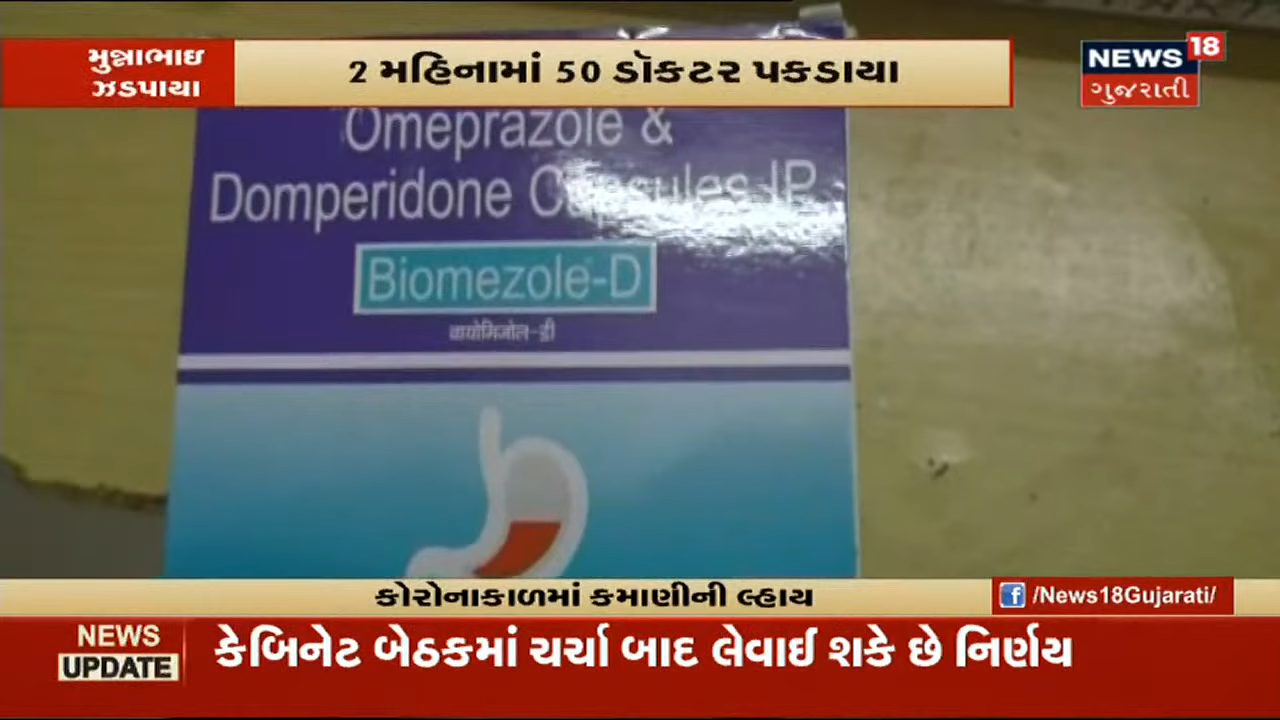 મુન્નાભાઇ
ઝડપાયા
2 મહિનામાં 50 ડૉકટર પકડાયા
NEWS 18
ગુજરાતી
Omeprazole &
Domperidone Capsules IP
Biomezole-D
बायोमिजोल-डी
કોરોનાકાળમાં કમાણીની લ્હાય
/News18Gujarati/
NEWS
UPDATE
કેબિનેટ બેઠકમાં ચર્ચા બાદ લેવાઈ શકે છે નિર્ણય